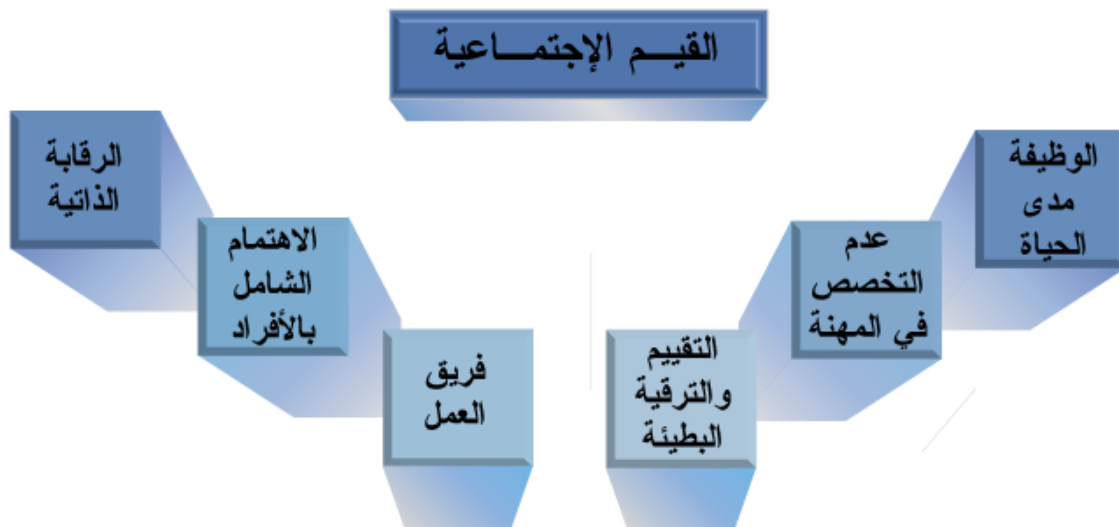 القيـــم الإجتمـــاعية
الوظيفة
مدى
الحياة
عدم
التخصص
في المهنة
التقييم
والترقية
البطيئة
فريق
العمل
الاهتمام
الشامل
بالأفراد
الرقابة
الذاتية